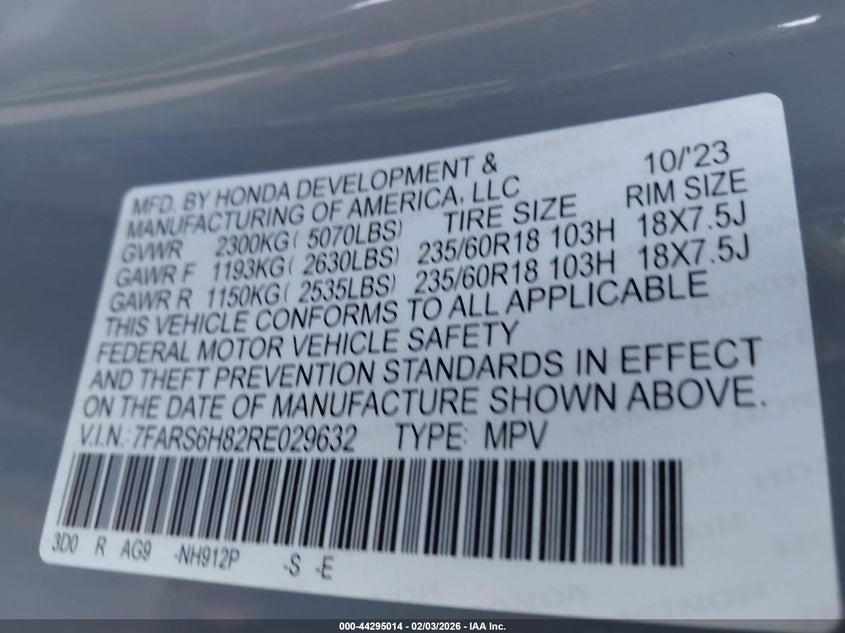 MFD. BY HONDA DEVELOPMENT & 10/'23
MANUFACTURING OF AMERICA, LLC
GVWR 2300KG( 5070LBS) TIRE SIZE RIM SIZE
GAWR F 1193KG( 2630LBS) 235/60R18 103H 18X7.5J
GAWR R 1150KG( 2535LBS) 235/60R18 103H 18X7.5J
THIS VEHICLE CONFORMS TO ALL APPLICABLE
FEDERAL MOTOR VEHICLE SAFETY
AND THEFT PREVENTION STANDARDS IN EFFECT
ON THE DATE OF MANUFACTURE SHOWN ABOVE.
V.I.N.: 7FARS6H82RE029632 TYPE: MPV
3D0 R AG9 -NH912P -S -E
000-44295014 - 02/03/2026 - IAA Inc.